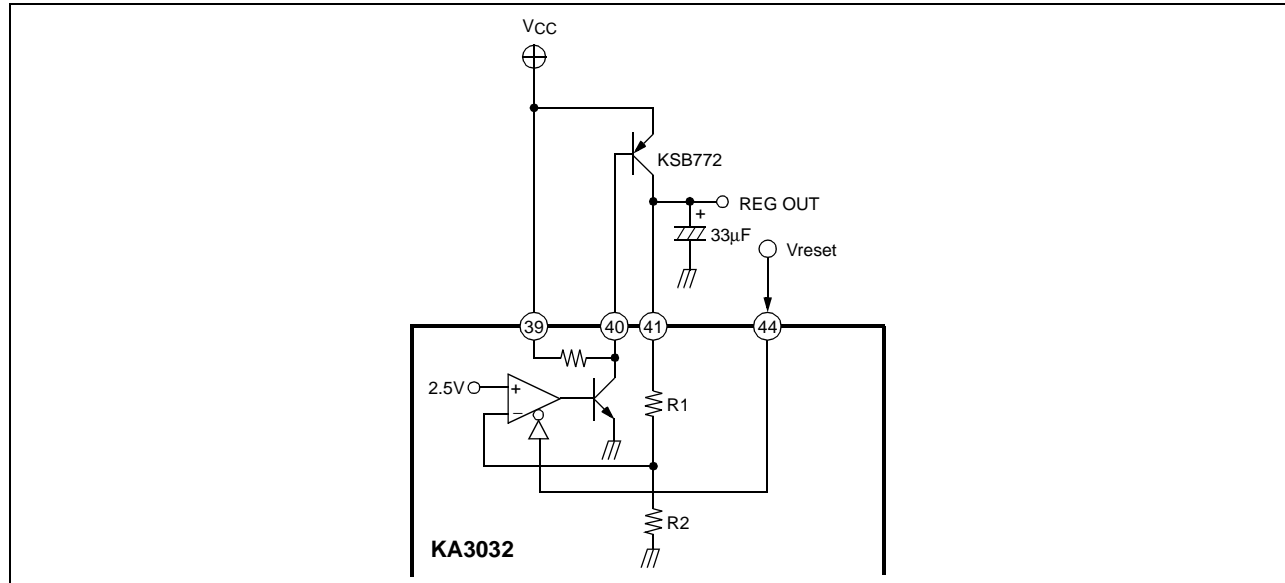 VCC
KSB772
REG OUT
+
33μF
Vreset
39
40
41
44
2.5V
+
−
R1
R2
KA3032